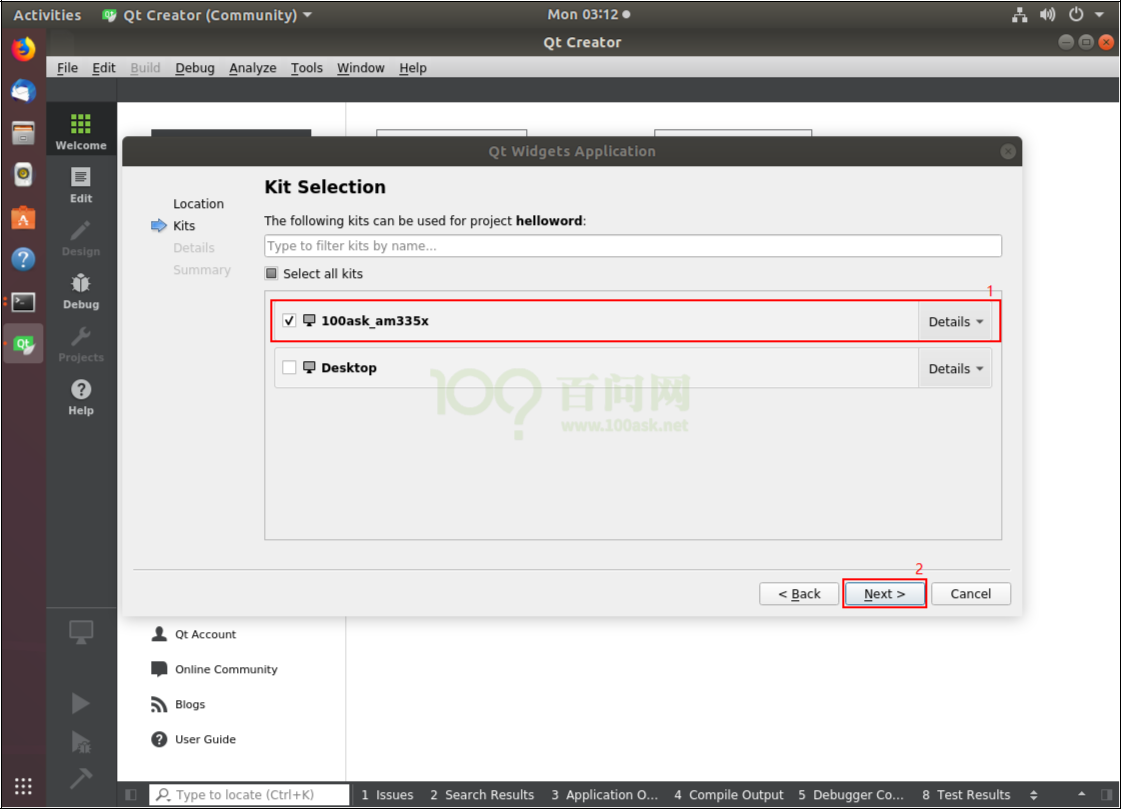 Activities Qt Creator (Community) Mon 03:12
Qt Creator
File Edit Build Debug Analyze Tools Window Help
Welcome
Edit
Design
Debug
Projects
Help
Qt Widgets Application
Location
Kits
Details
Summary
Kit Selection
The following kits can be used for project helloword:
Type to filter kits by name...
Select all kits
1
100ask_am335x Details
Desktop Details
100? 百问网
www.100ask.net
2
< Back Next > Cancel
Qt Account
Online Community
Blogs
User Guide
Type to locate (Ctrl+K) 1 Issues 2 Search Results 3 Application O... 4 Compile Output 5 Debugger Co... 8 Test Results